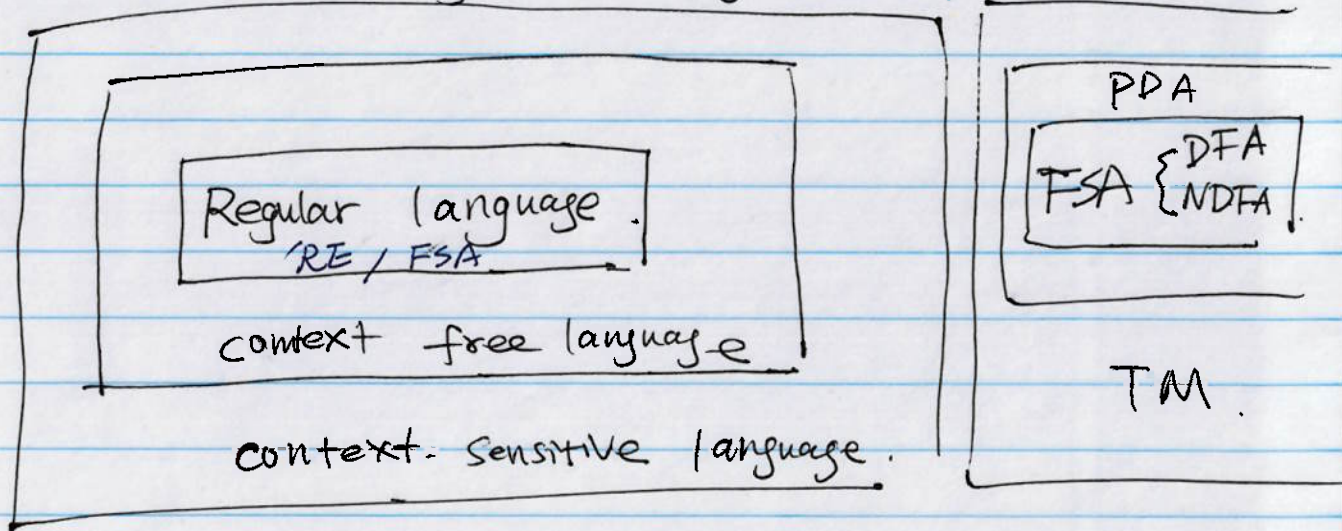 Regular language.
RE / FSA
context free language
context-sensitive language.
PDA
FSA { DFA
NDFA
TM.